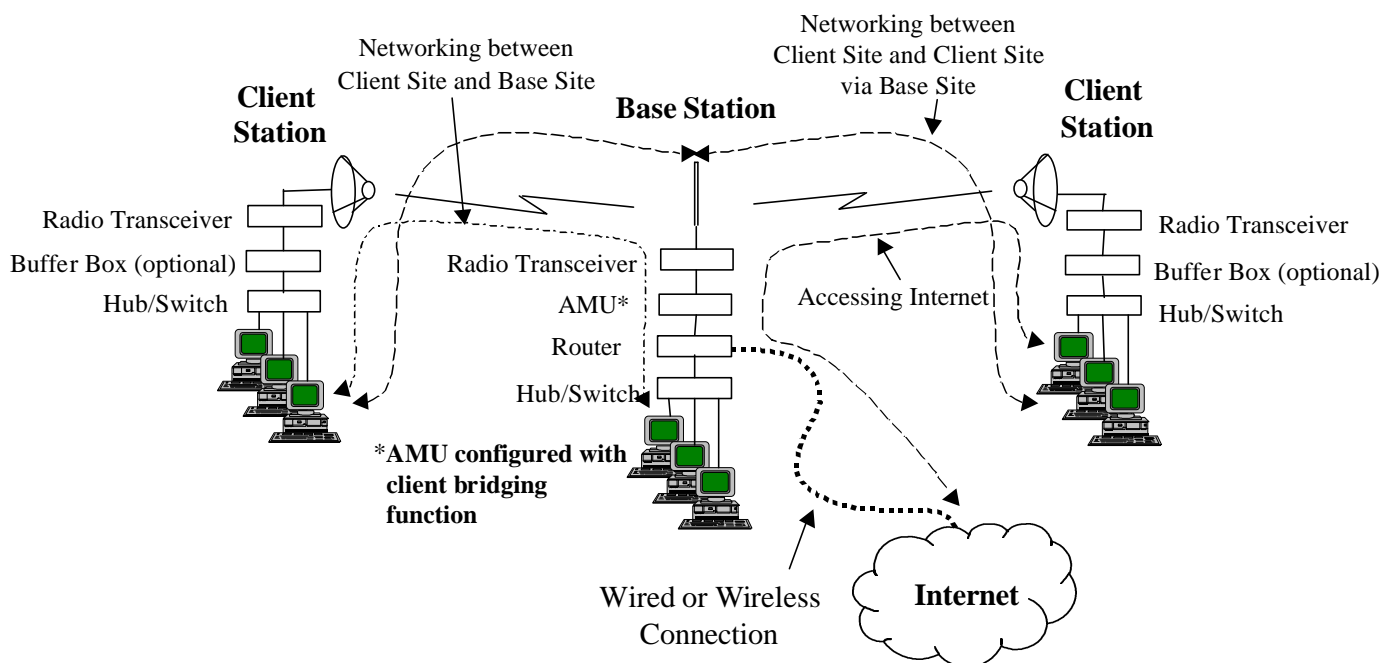 Networking between
Client Site and Base Site
Networking between
Client Site and Client Site
via Base Site
Client
Station
Base Station
Client
Station
Radio Transceiver
Buffer Box (optional)
Hub/Switch
Radio Transceiver
AMU*
Router
Hub/Switch
Accessing Internet
Radio Transceiver
Buffer Box (optional)
Hub/Switch
*AMU configured with
client bridging
function
Wired or Wireless
Connection
Internet